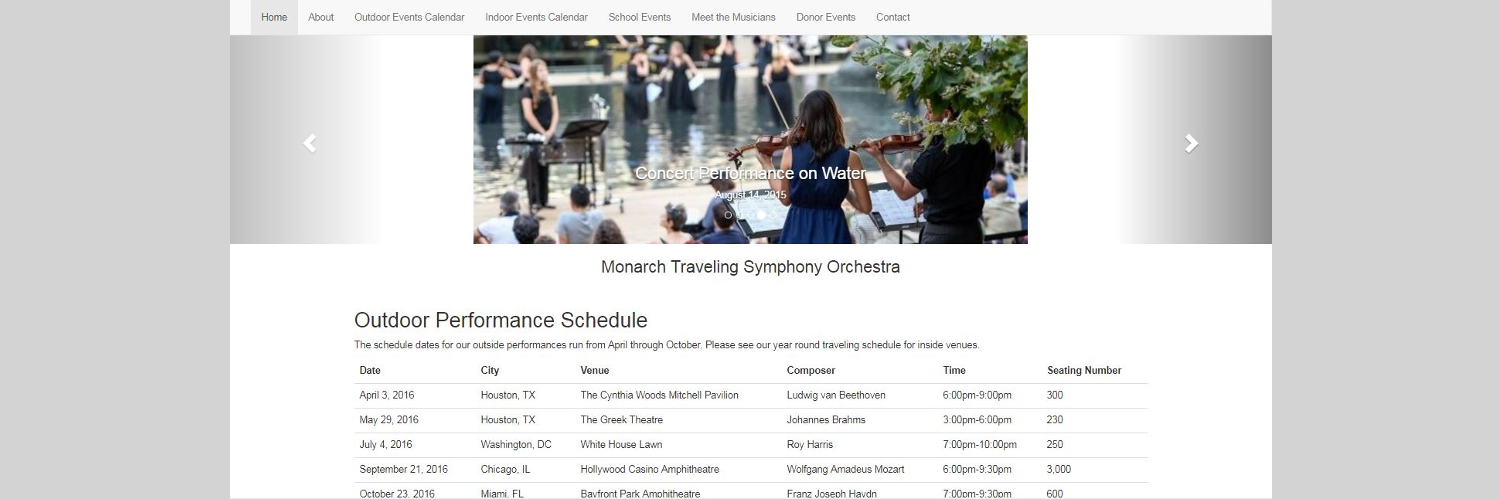 Home About Outdoor Events Calendar Indoor Events Calendar School Events Meet the Musicians Donor Events Contact
Concert Performance on Water
August 14, 2015
Monarch Traveling Symphony Orchestra
Outdoor Performance Schedule
The schedule dates for our outside performances run from April through October. Please see our year round traveling schedule for inside venues.
Date City Venue Composer Time Seating Number
April 3, 2016 Houston, TX The Cynthia Woods Mitchell Pavilion Ludwig van Beethoven 6:00pm-9:00pm 300
May 29, 2016 Houston, TX The Greek Theatre Johannes Brahms 3:00pm-6:00pm 230
July 4, 2016 Washington, DC White House Lawn Roy Harris 7:00pm-10:00pm 250
September 21, 2016 Chicago, IL Hollywood Casino Amphitheatre Wolfgang Amadeus Mozart 6:00pm-9:30pm 3,000
October 23, 2016 Miami, FL Bayfront Park Amphitheatre Franz Joseph Haydn 7:00pm-9:30pm 600